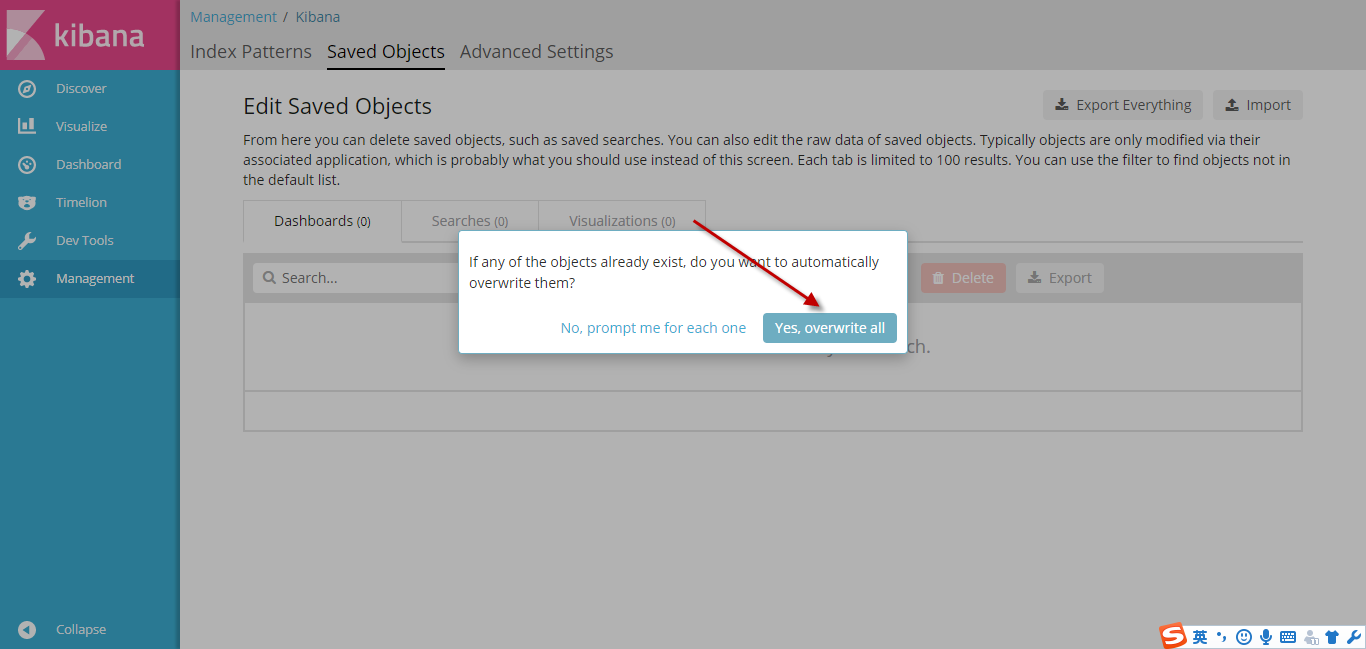 kibana
Discover
Visualize
Dashboard
Timelion
Dev Tools
Management
Collapse
Management / Kibana
Index Patterns Saved Objects Advanced Settings
Edit Saved Objects
Export Everything
Import
From here you can delete saved objects, such as saved searches. You can also edit the raw data of saved objects. Typically objects are only modified via their
associated application, which is probably what you should use instead of this screen. Each tab is limited to 100 results. You can use the filter to find objects not in
the default list.
Dashboards (0)
Searches (0)
Visualizations (0)
Search...
Delete
Export
If any of the objects already exist, do you want to automatically
overwrite them?
No, prompt me for each one
Yes, overwrite all
S 英